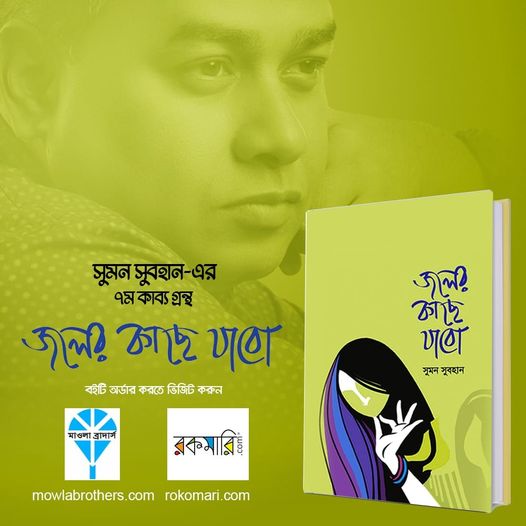 সুমন সুবহান-এর
৭ম কাব্য গ্রন্থ
জলের কাছে যাবো
বইটি অর্ডার করতে ভিজিট করুন
মাওলা ব্রাদার্স
রকমারি.com
mowlabrothers.com
rokomari.com
জলের
কাছে
যাবো
সুমন সুবহান